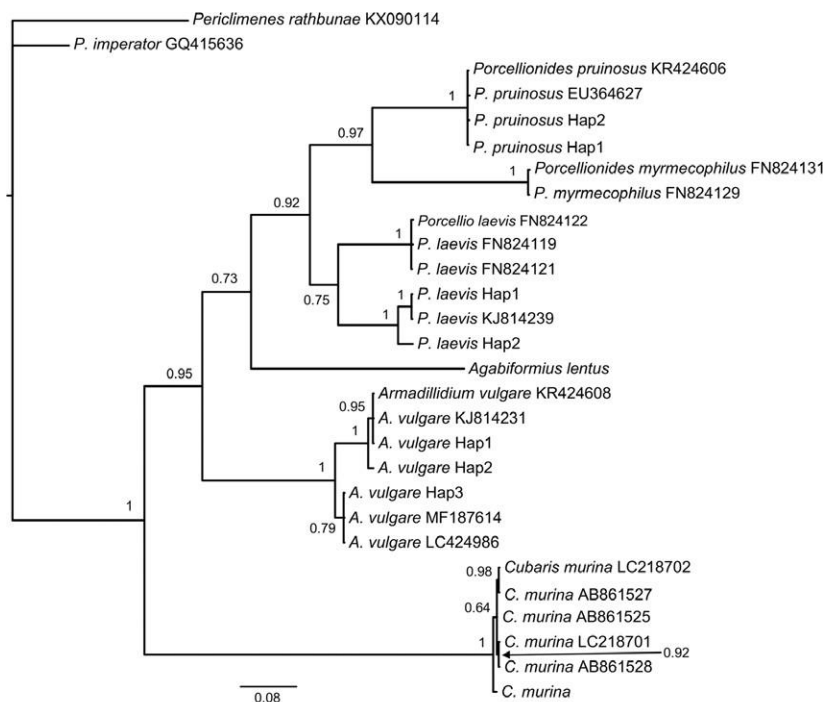 Periclimenes rathbunae KX090114
P. imperator GQ415636
Porcellionides pruinosus KR424606
P. pruinosus EU364627
1
P. pruinosus Hap2
0.97
P. pruinosus Hap1
Porcellionides myrmecophilus FN824131
1
P. myrmecophilus FN824129
0.92
Porcellio laevis FN824122
1
P. laevis FN824119
P. laevis FN824121
0.73
P. laevis Hap1
0.75
1
P. laevis KJ814239
1
P. laevis Hap2
Agabiformius lentus
0.95
Armadillidium vulgare KR424608
0.95
A. vulgare KJ814231
1
A. vulgare Hap1
A. vulgare Hap2
1
A. vulgare Hap3
1
A. vulgare MF187614
0.79
A. vulgare LC424986
Cubaris murina LC218702
0.98
C. murina AB861527
0.64
C. murina AB861525
1
C. murina LC218701
0.92
C. murina AB861528
C. murina
0.08